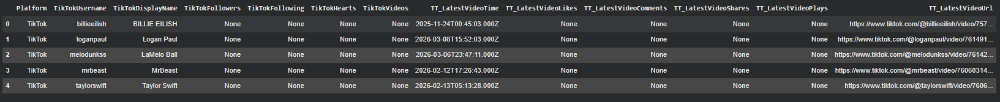 Platform TikTokUsername TikTokDisplayName TikTokFollowers TikTokFollowing TikTokHearts TikTokVideos TT_LatestVideoTime TT_LatestVideoLikes TT_LatestVideoComments TT_LatestVideoShares TT_LatestVideoPlays TT_LatestVideoUrl
0 TikTok billieeilish BILLIE EILISH None None None None 2025-11-24T00:45:03.000Z None None None None https://www.tiktok.com/@billieeilish/video/757...
1 TikTok loganpaul Logan Paul None None None None 2026-03-08T15:52:03.000Z None None None None https://www.tiktok.com/@loganpaul/video/761491...
2 TikTok melodunkss LaMelo Ball None None None None 2026-03-06T23:47:11.000Z None None None None https://www.tiktok.com/@melodunkss/video/76142...
3 TikTok mrbeast MrBeast None None None None 2026-02-12T17:26:43.000Z None None None None https://www.tiktok.com/@mrbeast/video/76060314...
4 TikTok taylorswift Taylor Swift None None None None 2026-02-13T05:13:28.000Z None None None None https://www.tiktok.com/@taylorswift/video/7606...